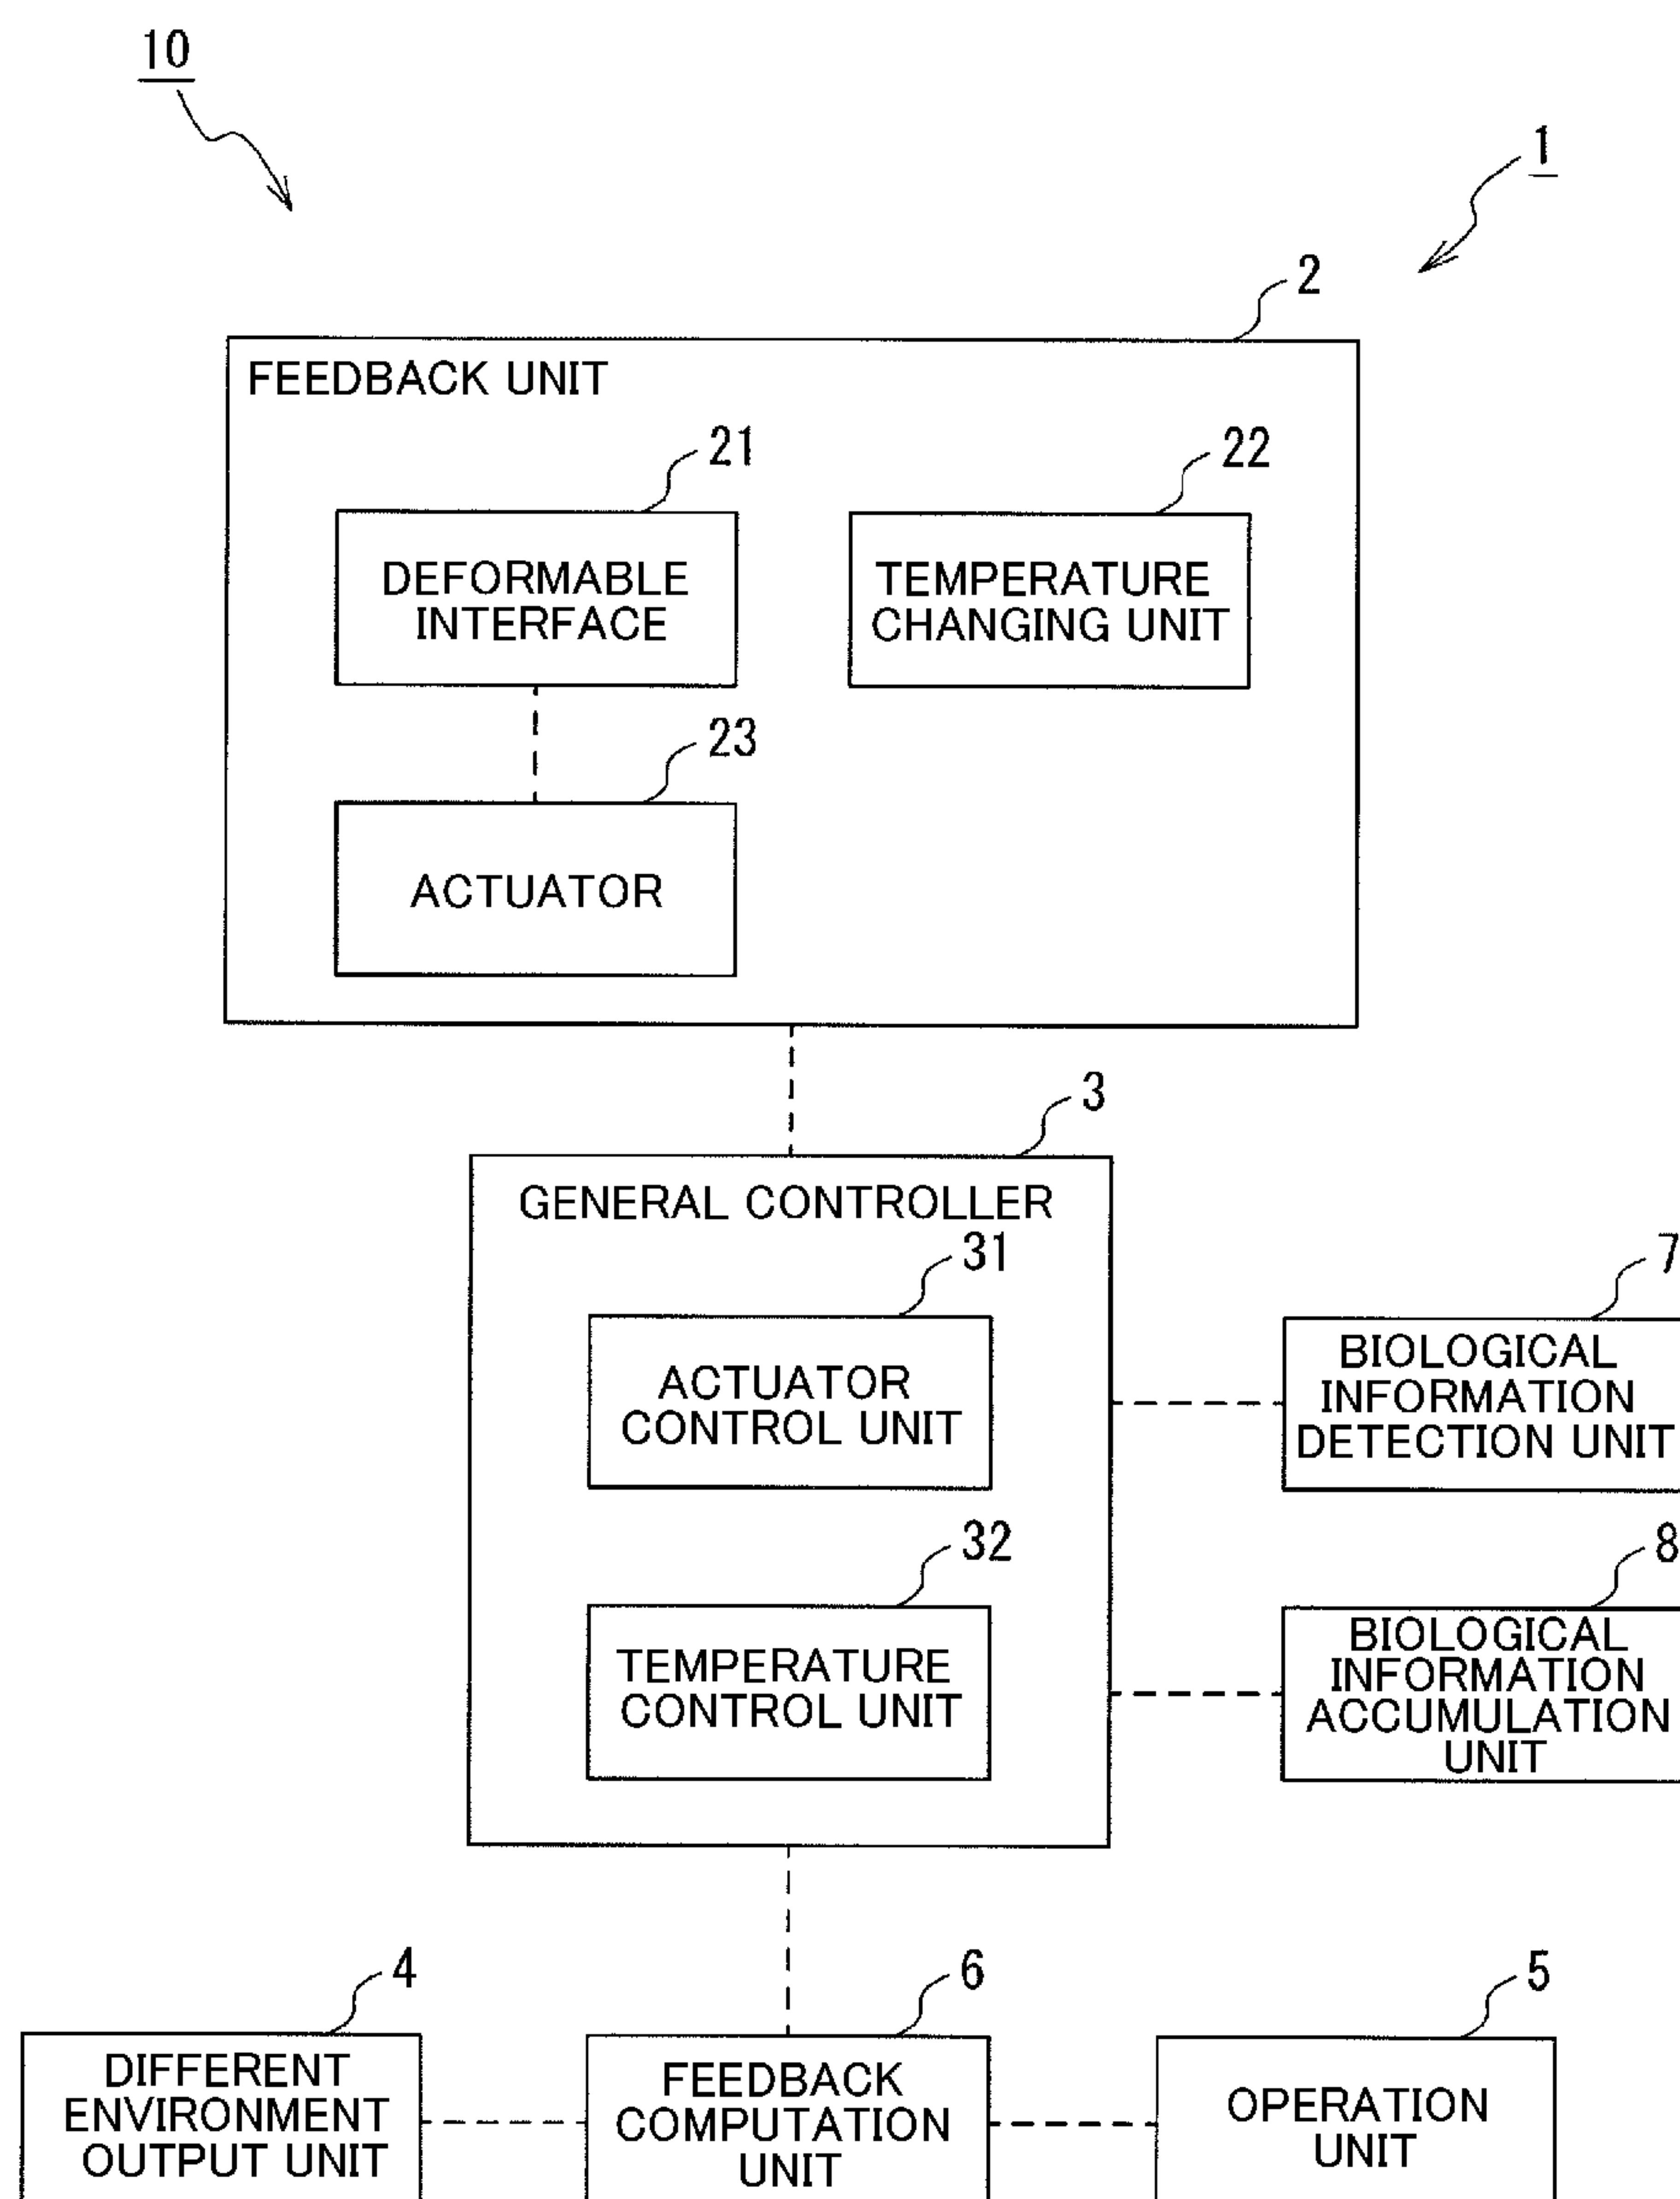 10
1
2
FEEDBACK UNIT
21
22
DEFORMABLE
INTERFACE
TEMPERATURE
CHANGING UNIT
23
ACTUATOR
3
GENERAL CONTROLLER
31
7
ACTUATOR
CONTROL UNIT
BIOLOGICAL
INFORMATION
DETECTION UNIT
32
8
TEMPERATURE
CONTROL UNIT
BIOLOGICAL
INFORMATION
ACCUMULATION
UNIT
4
6
5
DIFFERENT
ENVIRONMENT
OUTPUT UNIT
FEEDBACK
COMPUTATION
UNIT
OPERATION
UNIT